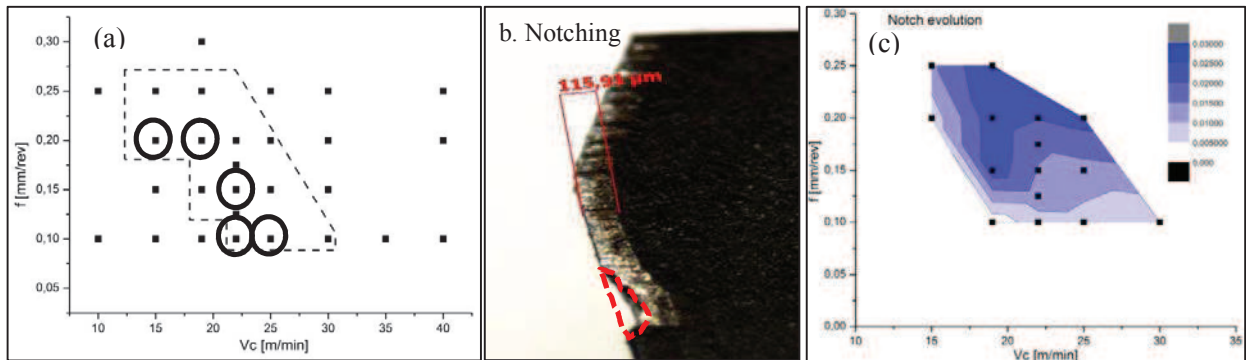 (a)
0,30
0,25
0,20
0,15
0,10
0,05
f [mm/rev]
10 15 20 25 30 35 40
Vc [m/min]
b. Notching
115,91 µm
Notch evolution
(c)
0,30
0,25
0,20
0,15
0,10
0,05
0,00
f [mm/rev]
15 20 25 30 35
Vc [m/min]
0,03000
0,02500
0,02000
0,01500
0,01000
0,005000
0,000